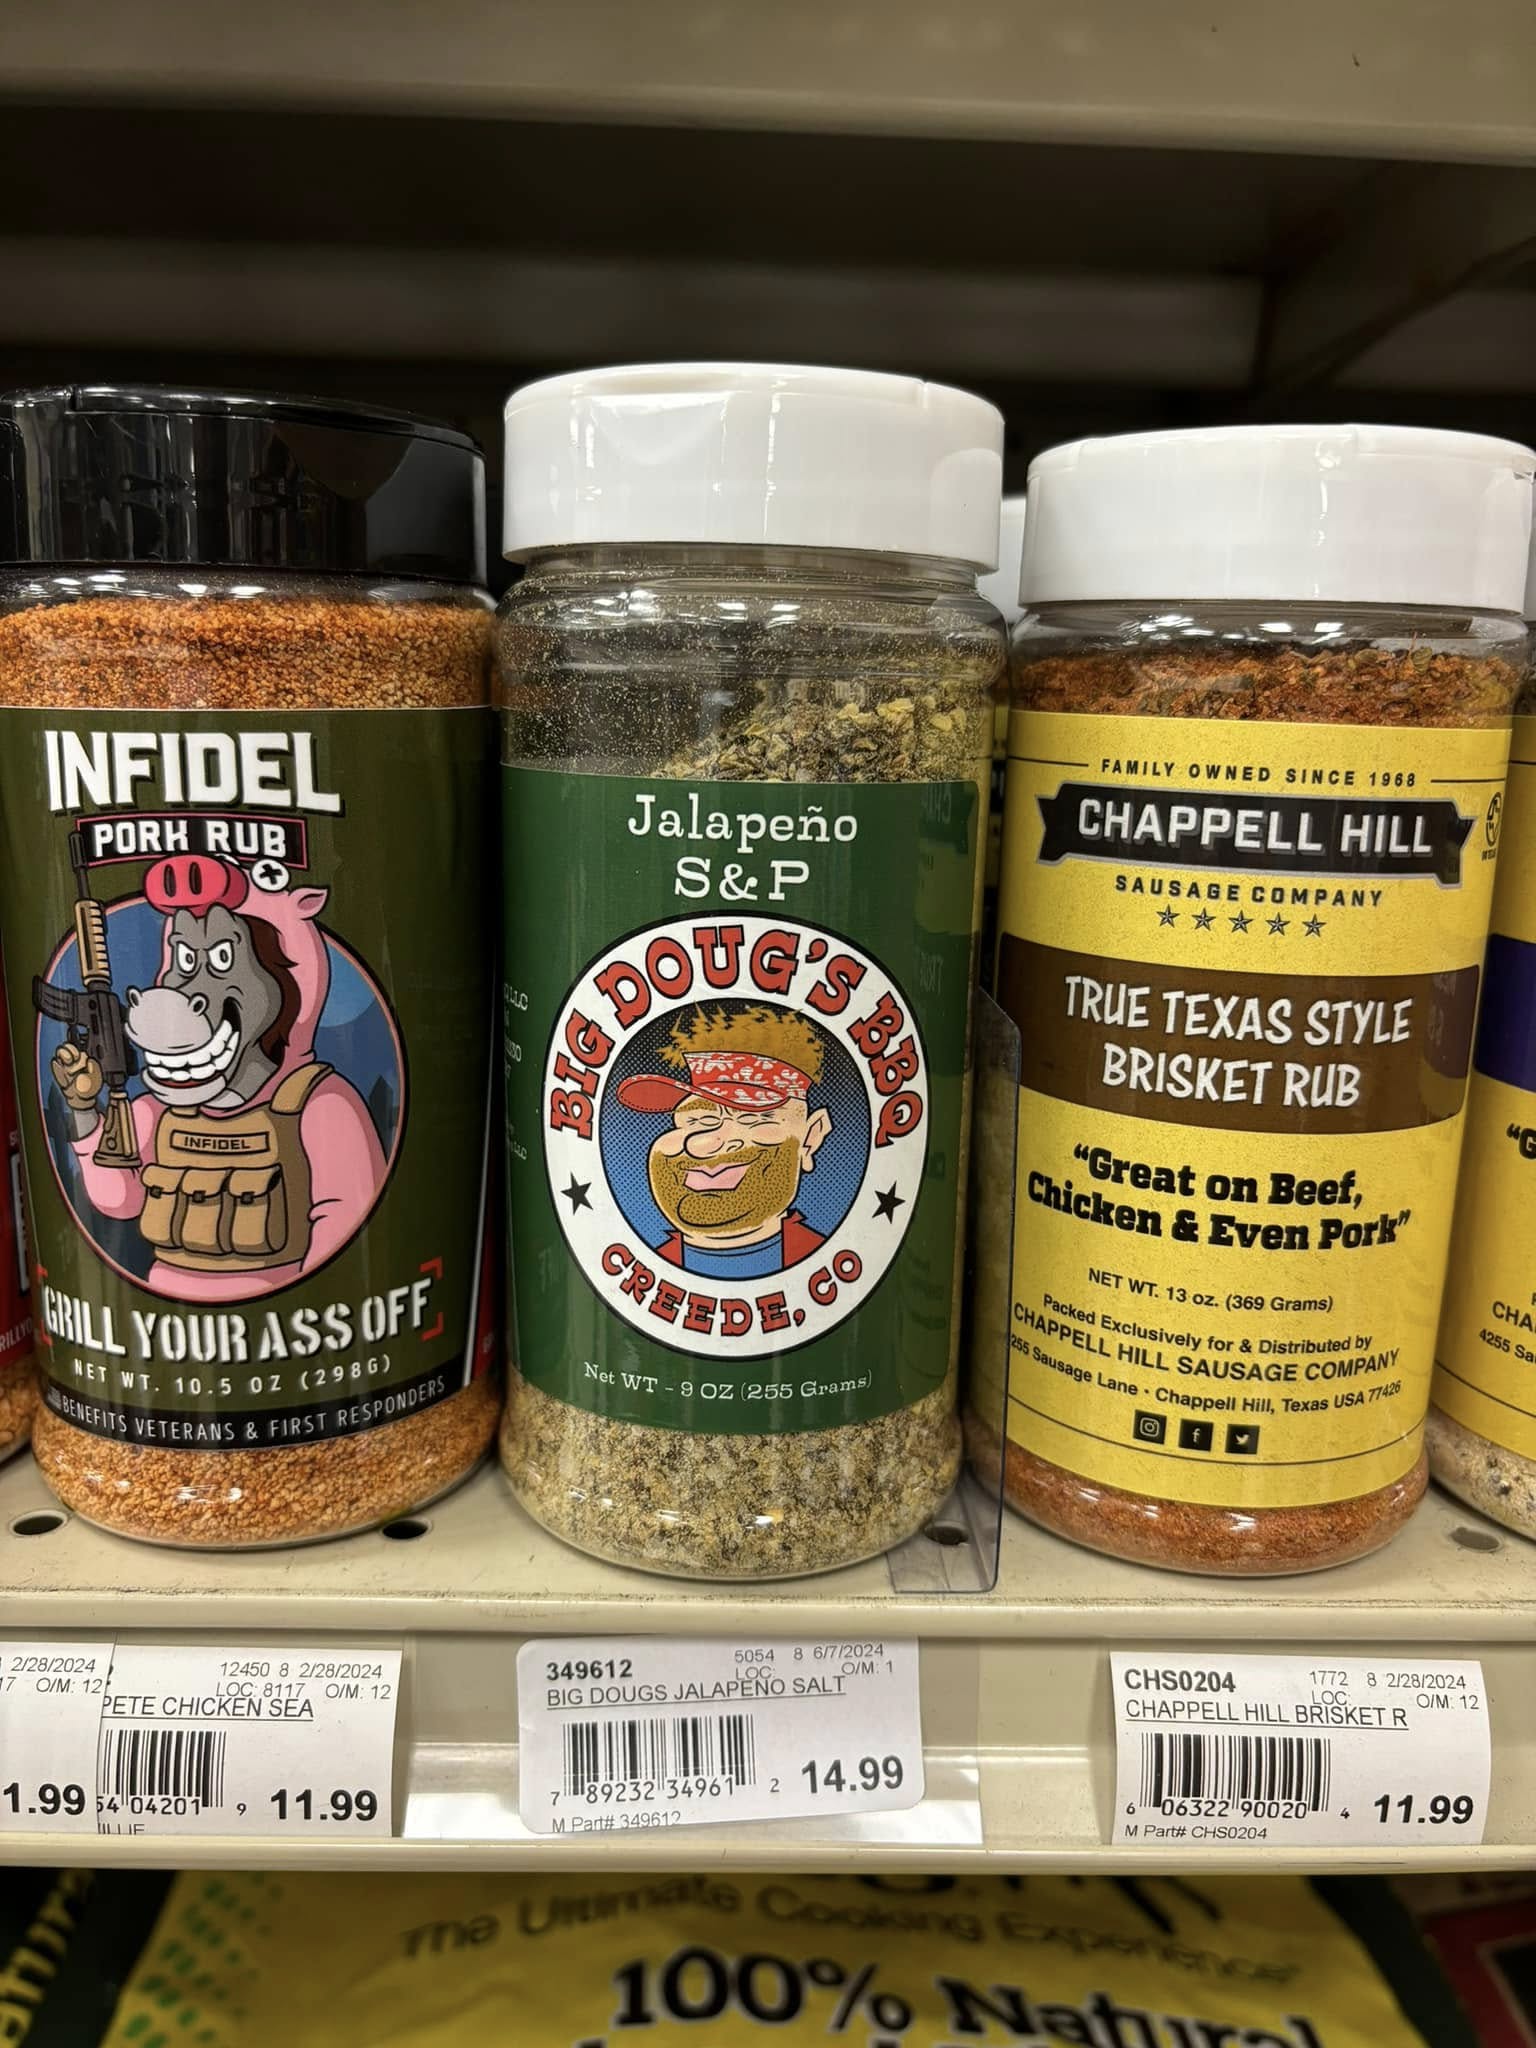 INFIDEL
PORK RUB
INFIDEL
GRILL YOUR ASS OFF
NET WT. 10.5 OZ (298G)
BENEFITS VETERANS & FIRST RESPONDERS
Jalapeño
S&P
BIG DOUG'S BBQ
CREEDE, CO
Net WT - 9 OZ (255 Grams)
LLC
FAMILY OWNED SINCE 1968
CHAPPELL HILL
SAUSAGE COMPANY
TRUE TEXAS STYLE
BRISKET RUB
"Great on Beef,
Chicken & Even Pork"
NET WT. 13 oz. (369 Grams)
Packed Exclusively for & Distributed by
CHAPPELL HILL SAUSAGE COMPANY
255 Sausage Lane • Chappell Hill, Texas USA 77426
"G
CHA
4255 Sa
2/28/2024
17 O/M: 12
1.99
12450 8 2/28/2024
LOC: 8117 O/M: 12
PETE CHICKEN SEA
54 04201 9
11.99
349612
5054 8 6/7/2024
LOC: O/M: 1
BIG DOUGS JALAPENO SALT
7 89232 34961 2
14.99
M Part# 349612
CHS0204
1772 8 2/28/2024
LOC: O/M: 12
CHAPPELL HILL BRISKET R
6 06322 90020 4
11.99
M Part# CHS0204
The Ultimate Cooking Experience
100% Natural